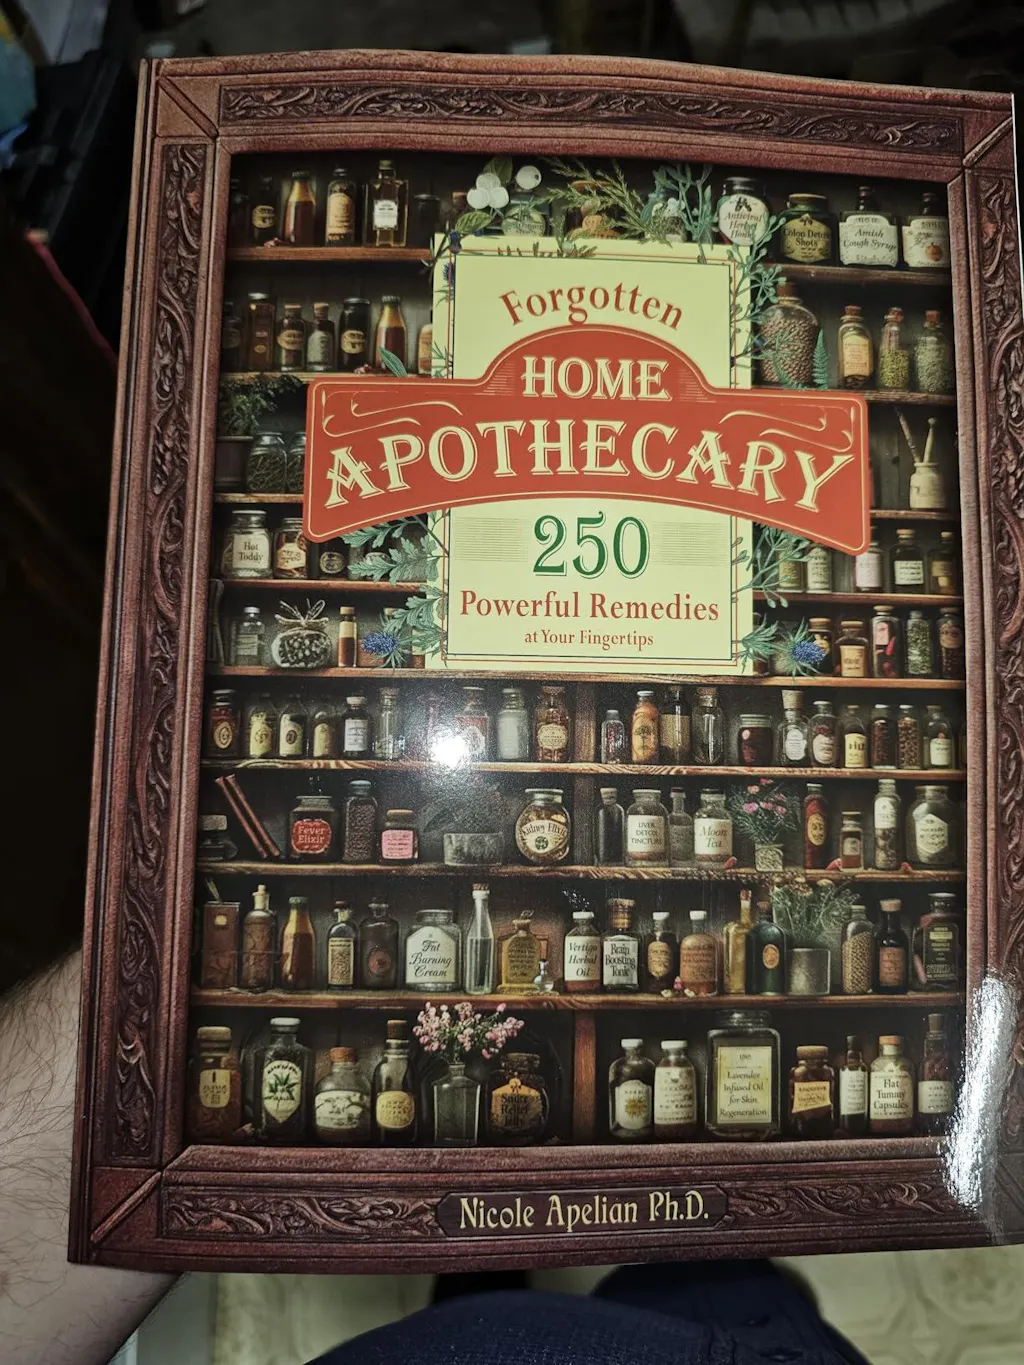 Forgotten
HOME
APOTHECARY
250
Powerful Remedies
at Your Fingertips
Antiviral
Herbal
Colon Detox
Shots
Amish
Cough Syrup
Hot
Toddy
Fever
Elixir
Kidney Elixir
LIVER
DETOX
TINCTURE
Moon
Tea
Fat
Burning
Cream
Vertigo
Herbal
Oil
Brain
Boosting
Tonic
Relief
Jelly
Lavender
Infused Oil
for Skin
Regeneration
Flat
Tummy
Capsules
Nicole Apelian Ph.D.